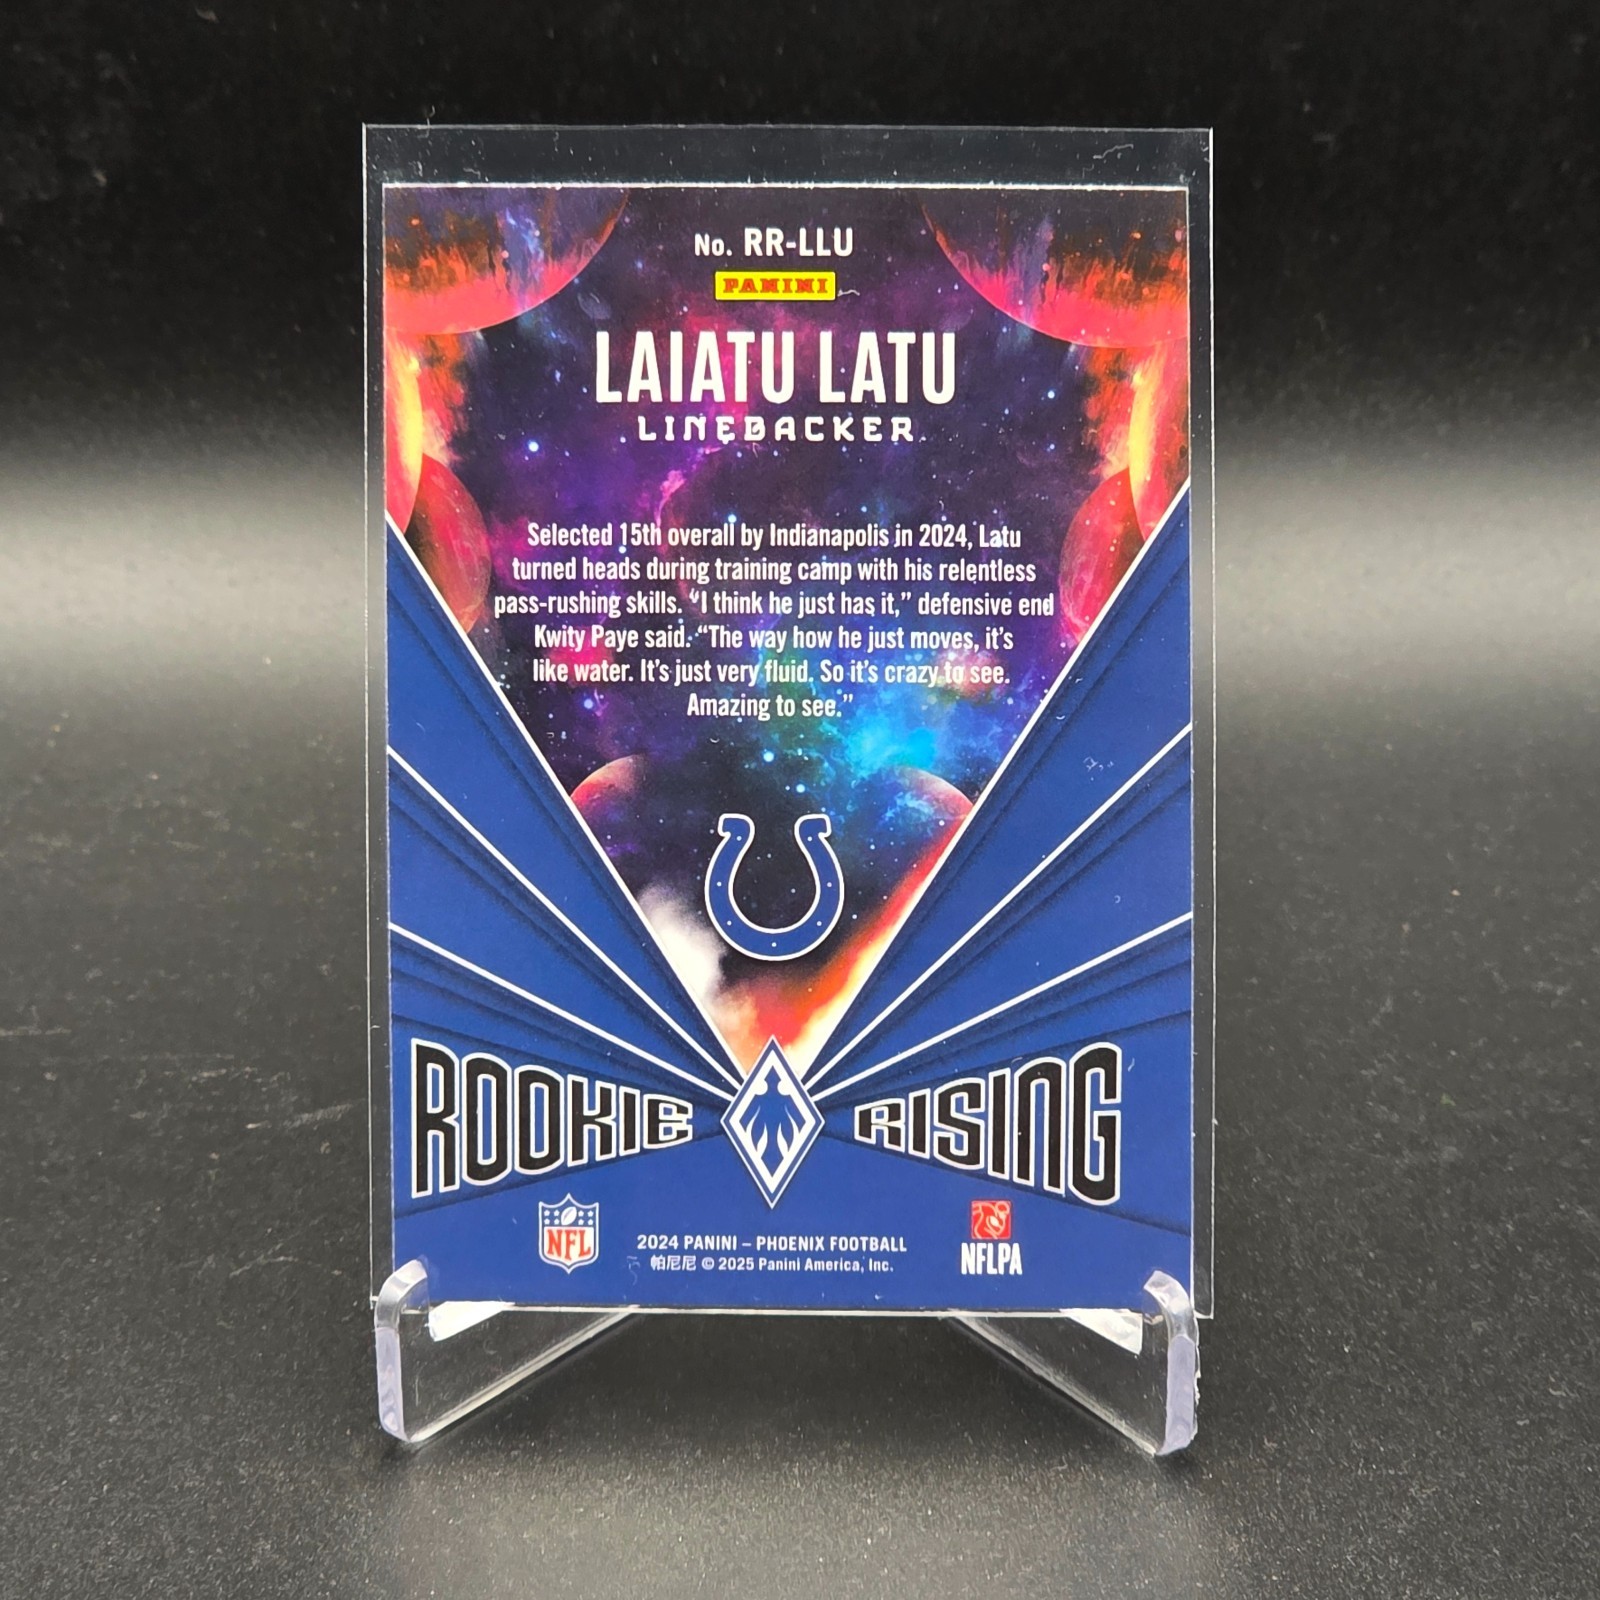 No. RR-LLU
PANINI
LAIATU LATU
LINEBACKER
Selected 15th overall by Indianapolis in 2024, Latu
turned heads during training camp with his relentless
pass-rushing skills. “I think he just has it,” defensive end
Kwity Paye said. “The way how he just moves, it’s
like water. It’s just very fluid. So it’s crazy to see.
Amazing to see.”
ROOKIE RISING
NFL
2024 PANINI – PHOENIX FOOTBALL
帕尼尼 © 2025 Panini America, Inc.
NFLPA